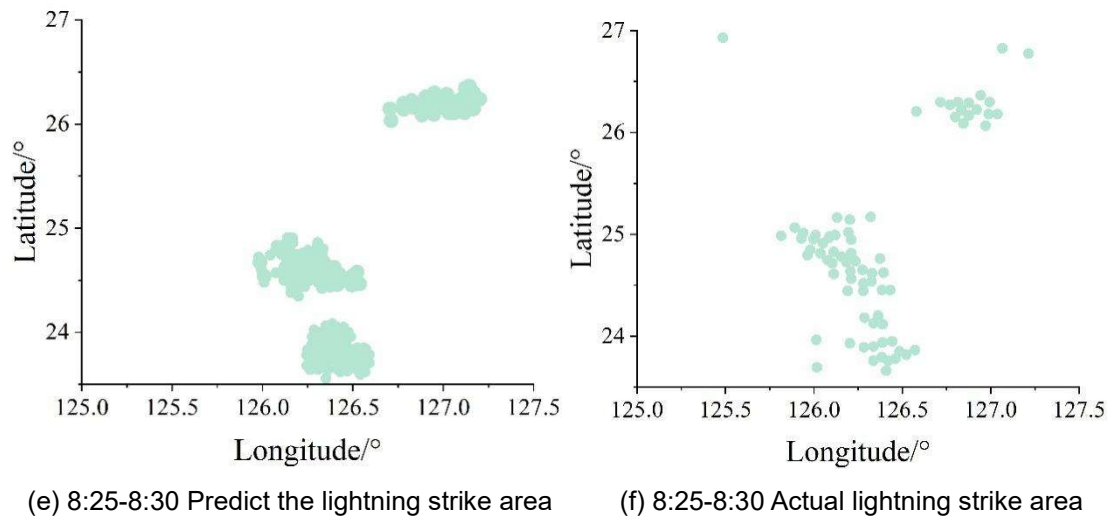 27
26
25
24
Latitude/°
125.0 125.5 126.0 126.5 127.0 127.5
Longitude/°
(e) 8:25-8:30 Predict the lightning strike area
27
26
25
24
Latitude/°
125.0 125.5 126.0 126.5 127.0 127.5
Longitude/°
(f) 8:25-8:30 Actual lightning strike area